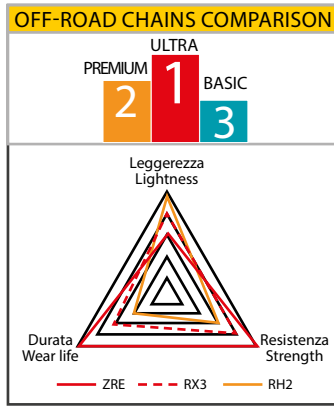 OFF-ROAD CHAINS COMPARISON
ULTRA
PREMIUM
1
BASIC
2
3
Leggerezza
Lightness
Durata
Wear life
Resistenza
Strength
ZRE RX3 RH2